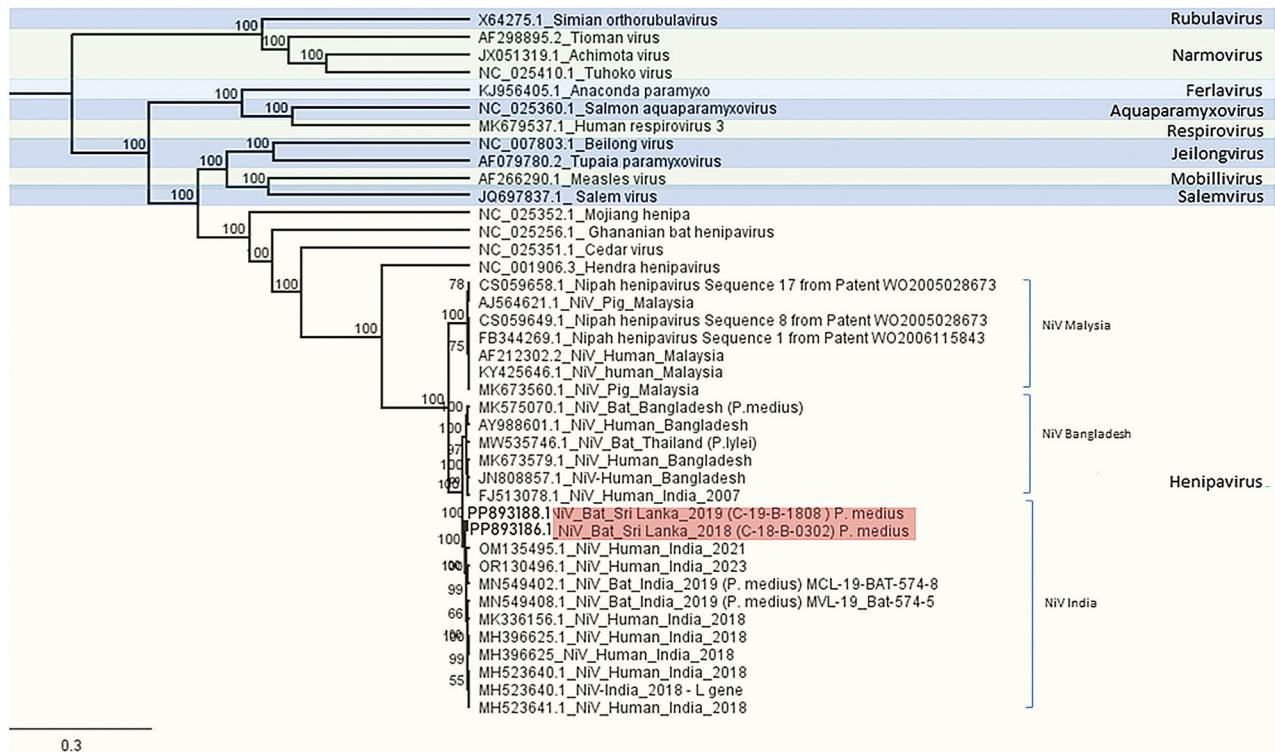 100 X64275.1_Simian orthorubulavirus Rubulavirus
100 AF298895.2_Tioman virus
100 JX051319.1_Achimota virus Narmovirus
NC_025410.1_Tuhoko virus
100 KJ956405.1_Anaconda paramyxo Ferlavirus
100 NC_025360.1_Salmon aquaparamyxovirus Aquaparamyxovirus
MK679537.1_Human respirovirus 3 Respirovirus
100 100 NC_007803.1_Beilong virus
100 AF079780.2_Tupaia paramyxovirus Jeilongvirus
100 AF266290.1_Measles virus Mobillivirus
100 JQ697837.1_ Salem virus Salemvirus
NC_025352.1_Mojiang henipa
100 NC_025256.1_ Ghananian bat henipavirus
00 NC_025351.1_Cedar virus
NC_001906.3_Hendra henipavirus
100 78 CS059658.1_Nipah henipavirus Sequence 17 from Patent WO2005028673
AJ564621.1_NiV_Pig_Malaysia
100 CS059649.1_Nipah henipavirus Sequence 8 from Patent WO2005028673 NiV Malysia
100 75 FB344269.1_Nipah henipavirus Sequence 1 from Patent WO2006115843
AF212302.2_NiV_Human_Malaysia
KY425646.1_NiV_human_Malaysia
MK673560.1_NiV_Pig_Malaysia
100 100 MK575070.1_NiV_Bat_Bangladesh (P.medius)
100 AY988601.1_NiV_Human_Bangladesh NiV Bangladesh
97 MW535746.1_NiV_Bat_Thailand (P.lylei)
100 MK673579.1_NiV_Human_Bangladesh
JN808857.1_NiV-Human_Bangladesh Henipavirus
100 FJ513078.1_NiV_Human_India_2007
100 PP893188.1 NiV_Bat_Sri Lanka_2019 (C-19-B-1808 ) P. medius
PP893186.1_NiV_Bat_Sri Lanka_2018 (C-18-B-0302) P. medius
100 OM135495.1_NiV_Human_India_2021
OR130496.1_NiV_Human_India_2023
99 MN549402.1_NiV_Bat_India_2019 (P. medius) MCL-19-BAT-574-8
MN549408.1_NiV_Bat_India_2019 (P. medius) MVL-19_Bat-574-5 NiV India
66 MK336156.1_NiV_Human_India_2018
100 MH396625.1_NiV_Human_India_2018
99 MH396625_NiV_Human_India_2018
55 MH523640.1_NiV_Human_India_2018
MH523640.1_NiV-India_2018 - L gene
MH523641.1_NiV_Human_India_2018
0.3